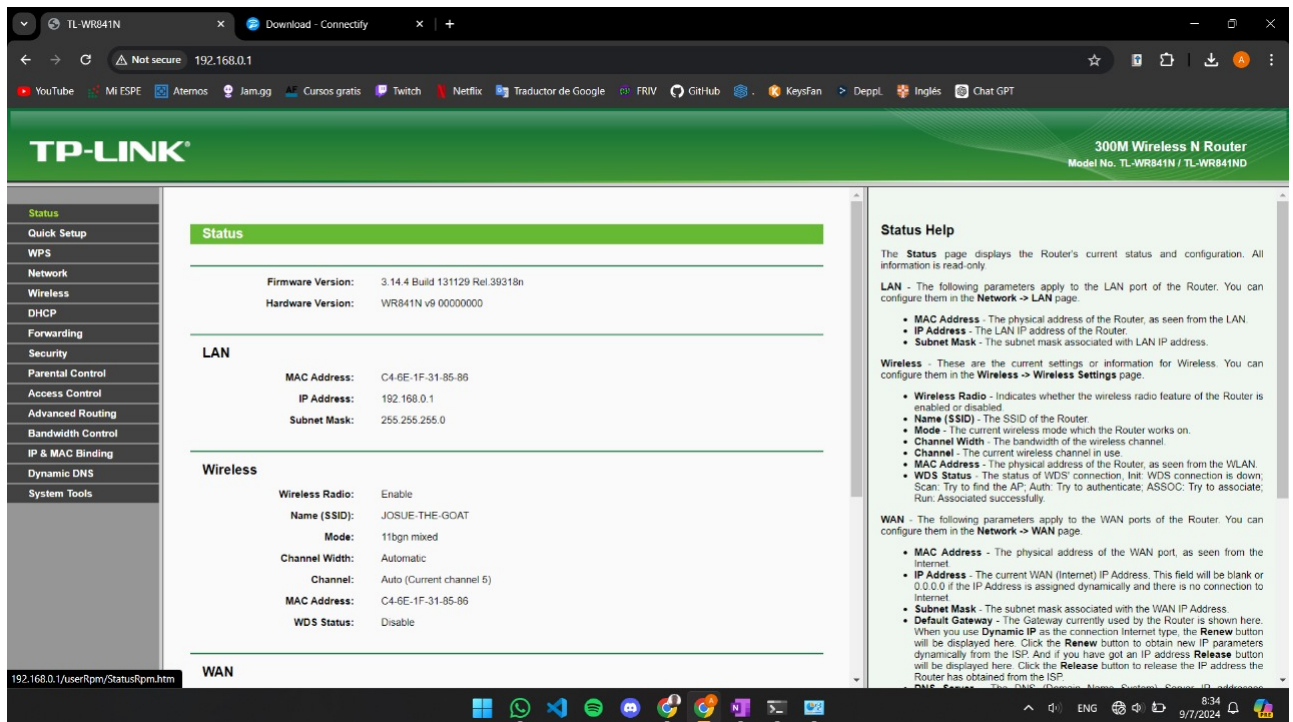 TL-WR841N
Download - Connectify
Not secure
192.168.0.1
YouTube
Mi ESPE
Aternos
Jam.gg
Cursos gratis
Twitch
Netflix
Traductor de Google
FRIV
GitHub
.
KeysFan
DeppL
Inglés
Chat GPT
TP-LINK®
300M Wireless N Router
Model No. TL-WR841N / TL-WR841ND
Status
Quick Setup
WPS
Network
Wireless
DHCP
Forwarding
Security
Parental Control
Access Control
Advanced Routing
Bandwidth Control
IP & MAC Binding
Dynamic DNS
System Tools
Status
Firmware Version: 3.14.4 Build 131129 Rel.39318n
Hardware Version: WR841N v9 00000000
LAN
MAC Address: C4-6E-1F-31-85-86
IP Address: 192.168.0.1
Subnet Mask: 255.255.255.0
Wireless
Wireless Radio: Enable
Name (SSID): JOSUE-THE-GOAT
Mode: 11bgn mixed
Channel Width: Automatic
Channel: Auto (Current channel 5)
MAC Address: C4-6E-1F-31-85-86
WDS Status: Disable
WAN
Status Help
The Status page displays the Router's current status and configuration. All
information is read-only.
LAN - The following parameters apply to the LAN port of the Router. You can
configure them in the Network -> LAN page.
• MAC Address - The physical address of the Router, as seen from the LAN.
• IP Address - The LAN IP address of the Router.
• Subnet Mask - The subnet mask associated with LAN IP address.
Wireless - These are the current settings or information for Wireless. You can
configure them in the Wireless -> Wireless Settings page.
• Wireless Radio - Indicates whether the wireless radio feature of the Router is
enabled or disabled.
• Name (SSID) - The SSID of the Router.
• Mode - The current wireless mode which the Router works on.
• Channel Width - The bandwidth of the wireless channel.
• Channel - The current wireless channel in use.
• MAC Address - The physical address of the Router, as seen from the WLAN.
• WDS Status - The status of WDS' connection, Init: WDS connection is down;
Scan: Try to find the AP; Auth: Try to authenticate; ASSOC: Try to associate;
Run: Associated successfully.
WAN - The following parameters apply to the WAN ports of the Router. You can
configure them in the Network -> WAN page.
• MAC Address - The physical address of the WAN port, as seen from the
Internet.
• IP Address - The current WAN (Internet) IP Address. This field will be blank or
0.0.0.0 if the IP Address is assigned dynamically and there is no connection to
Internet.
• Subnet Mask - The subnet mask associated with the WAN IP Address.
• Default Gateway - The Gateway currently used by the Router is shown here.
When you use Dynamic IP as the connection Internet type, the Renew button
will be displayed here. Click the Renew button to obtain new IP parameters
dynamically from the ISP. And if you have got an IP address Release button
will be displayed here. Click the Release button to release the IP address the
Router has obtained from the ISP.
• DNS Server - The DNS (Domain Name System) Server IP addresses
192.168.0.1/userRpm/StatusRpm.htm
ENG
8:34
9/7/2024